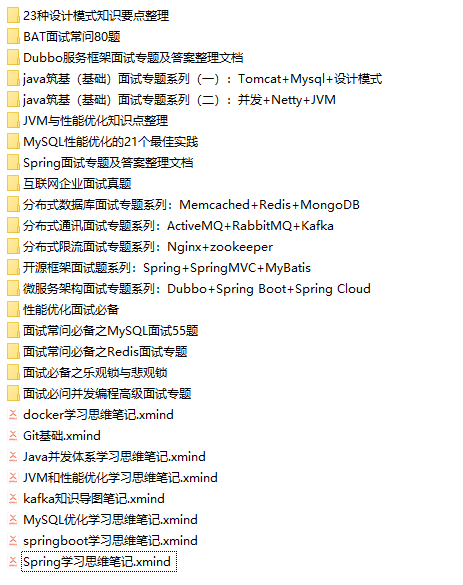 23种设计模式知识要点整理
BAT面试常问80题
Dubbo服务框架面试专题及答案整理文档
java筑基（基础）面试专题系列（一）：Tomcat+Mysql+设计模式
java筑基（基础）面试专题系列（二）：并发+Netty+JVM
JVM与性能优化知识点整理
MySQL性能优化的21个最佳实践
Spring面试专题及答案整理文档
互联网企业面试真题
分布式数据库面试专题系列：Memcached+Redis+MongoDB
分布式通讯面试专题系列：ActiveMQ+RabbitMQ+Kafka
分布式限流面试专题系列：Nginx+zookeeper
开源框架面试题系列：Spring+SpringMVC+MyBatis
微服务架构面试专题系列：Dubbo+Spring Boot+Spring Cloud
性能优化面试必备
面试常问必备之MySQL面试55题
面试常问必备之Redis面试专题
面试必备之乐观锁与悲观锁
面试必问并发编程高级面试专题
docker学习思维笔记.xmind
Git基础.xmind
Java并发体系学习思维笔记.xmind
JVM和性能优化学习思维笔记.xmind
kafka知识导图笔记.xmind
MySQL优化学习思维笔记.xmind
springboot学习思维笔记.xmind
Spring学习思维笔记.xmind